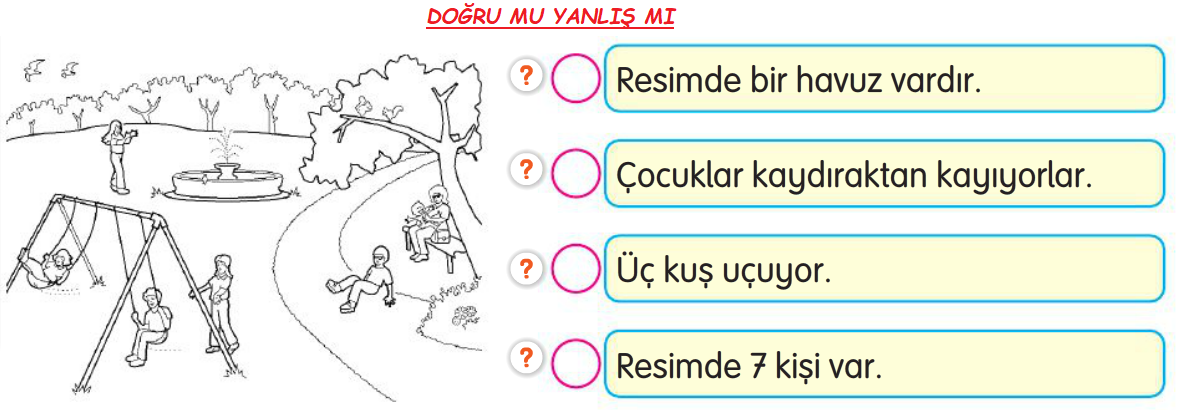 DOĞRU MU YANLIŞ MI
? Resimde bir havuz vardır.
? Çocuklar kaydıraktan kayıyorlar.
? Üç kuş uçuyor.
? Resimde 7 kişi var.